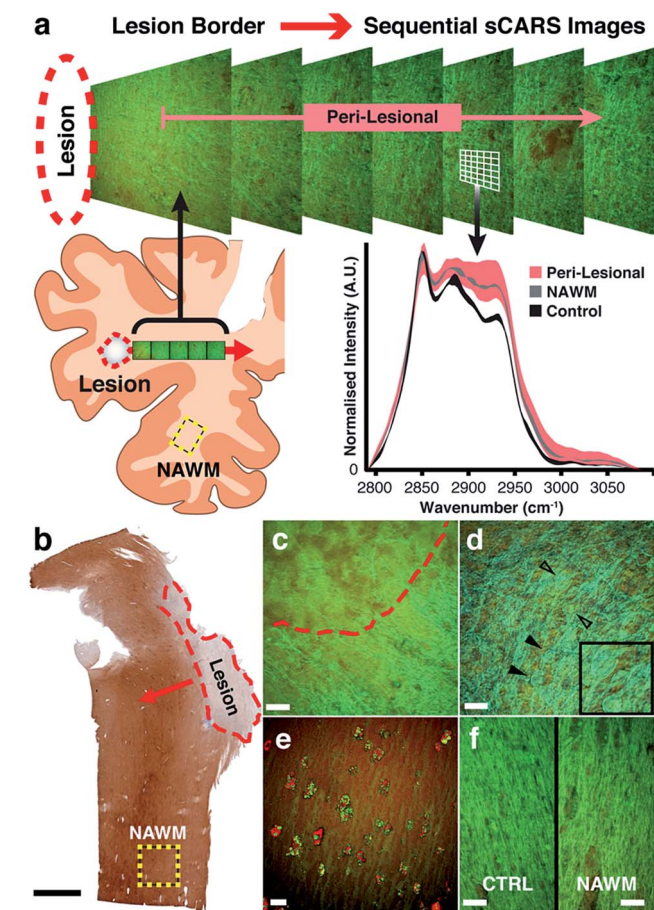 a
Lesion Border
Sequential sCARS Images
Lesion
Peri-Lesional
Lesion
NAWM
Normalised Intensity (A.U.)
Peri-Lesional
NAWM
Control
0
2800 2850 2900 2950 3000 3050
Wavenumber (cm⁻¹)
b
Lesion
NAWM
c
d
e
f
CTRL
NAWM